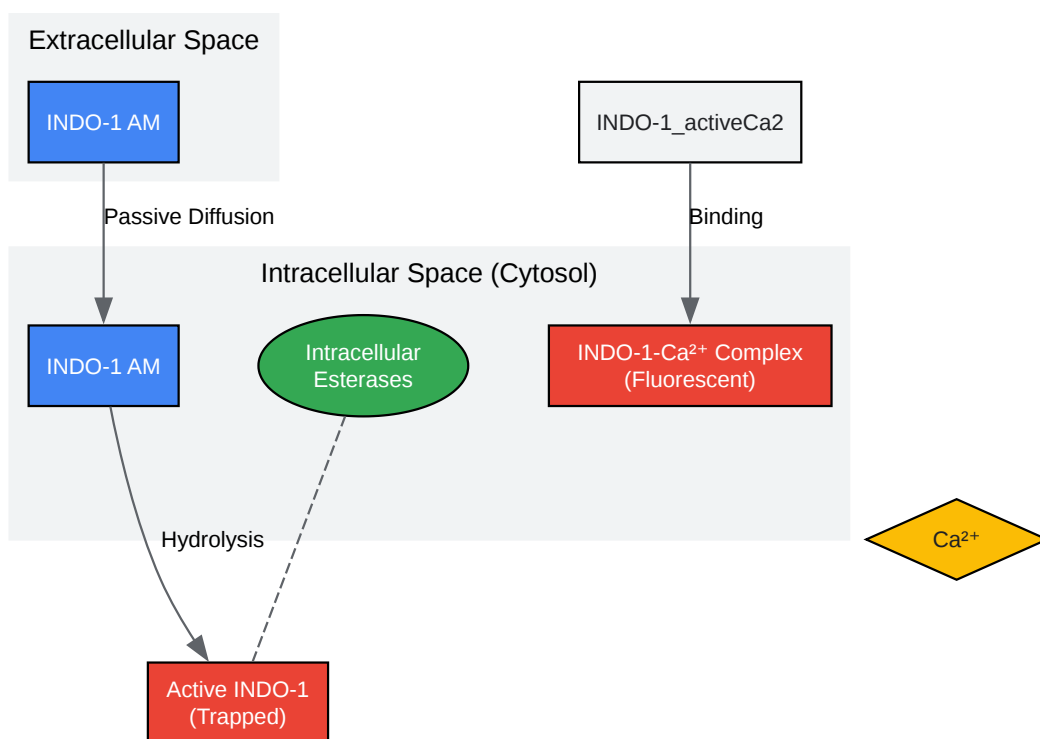 Extracellular Space
INDO-1 AM
INDO-1_activeCa2
Passive Diffusion
Binding
Intracellular Space (Cytosol)
INDO-1 AM
Intracellular
Esterases
INDO-1-Ca²⁺ Complex
(Fluorescent)
Hydrolysis
Ca²⁺
Active INDO-1
(Trapped)